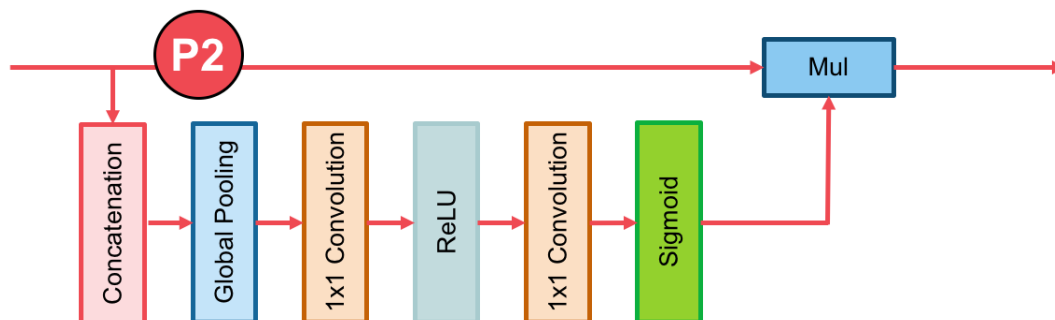 P2
Mul
Concatenation
Global Pooling
1x1 Convolution
ReLU
1x1 Convolution
Sigmoid